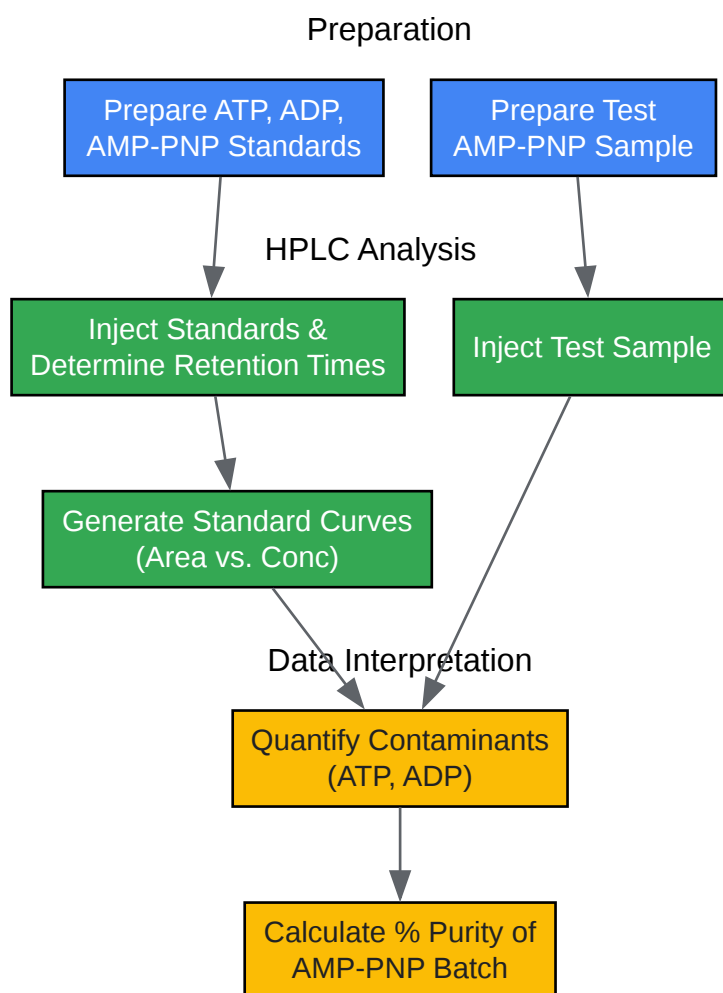 Preparation
Prepare ATP, ADP,
AMP-PNP Standards
Prepare Test
AMP-PNP Sample
HPLC Analysis
Inject Standards &
Determine Retention Times
Inject Test Sample
Generate Standard Curves
(Area vs. Conc)
Data Interpretation
Quantify Contaminants
(ATP, ADP)
Calculate % Purity of
AMP-PNP Batch